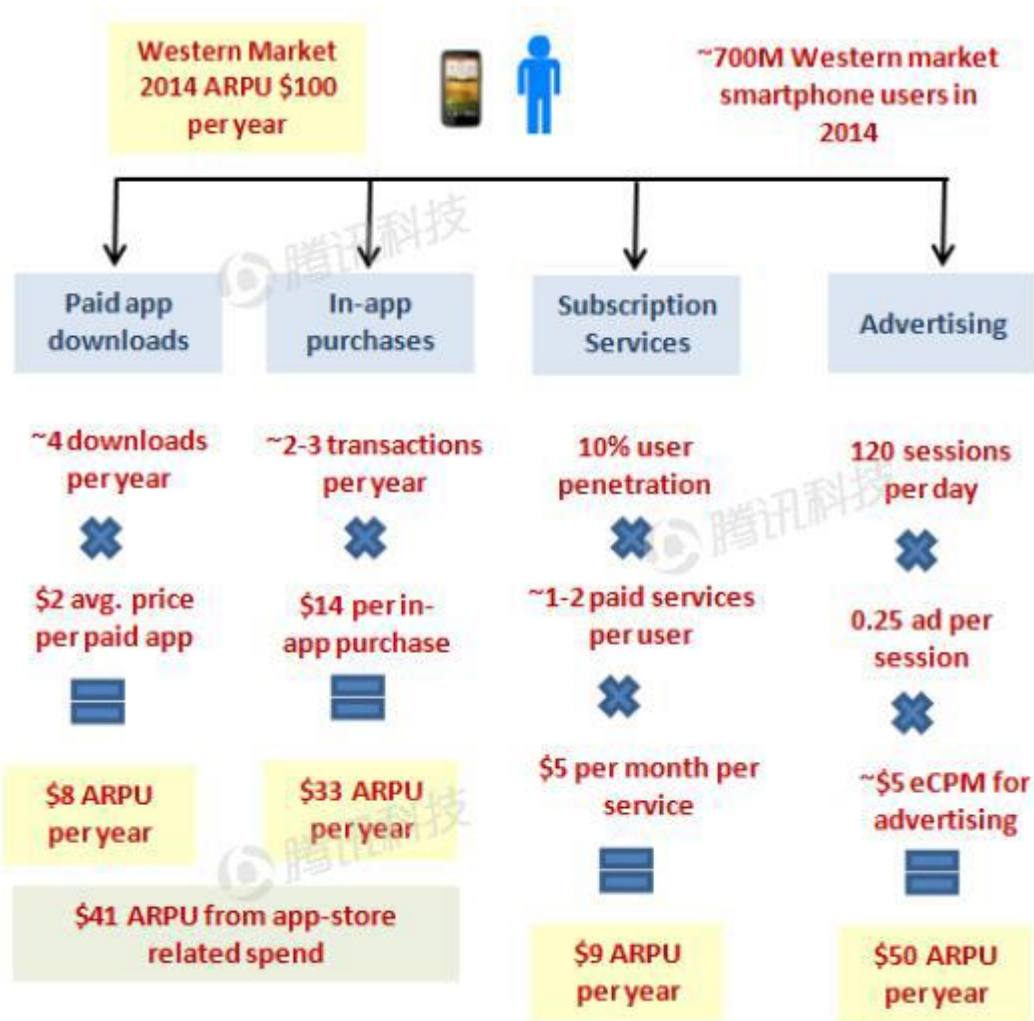 Western Market
2014 ARPU $100
per year
~700M Western market
smartphone users in
2014
腾讯科技
Paid app
downloads
In-app
purchases
Subscription
Services
Advertising
~4 downloads
per year
~2-3 transactions
per year
10% user
penetration
120 sessions
per day
腾讯科技
$2 avg. price
per paid app
$14 per in-
app purchase
~1-2 paid services
per user
0.25 ad per
session
$8 ARPU
per year
$33 ARPU
per year
$5 per month per
service
~$5 eCPM for
advertising
腾讯科技
$41 ARPU from app-store
related spend
$9 ARPU
per year
$50 ARPU
per year